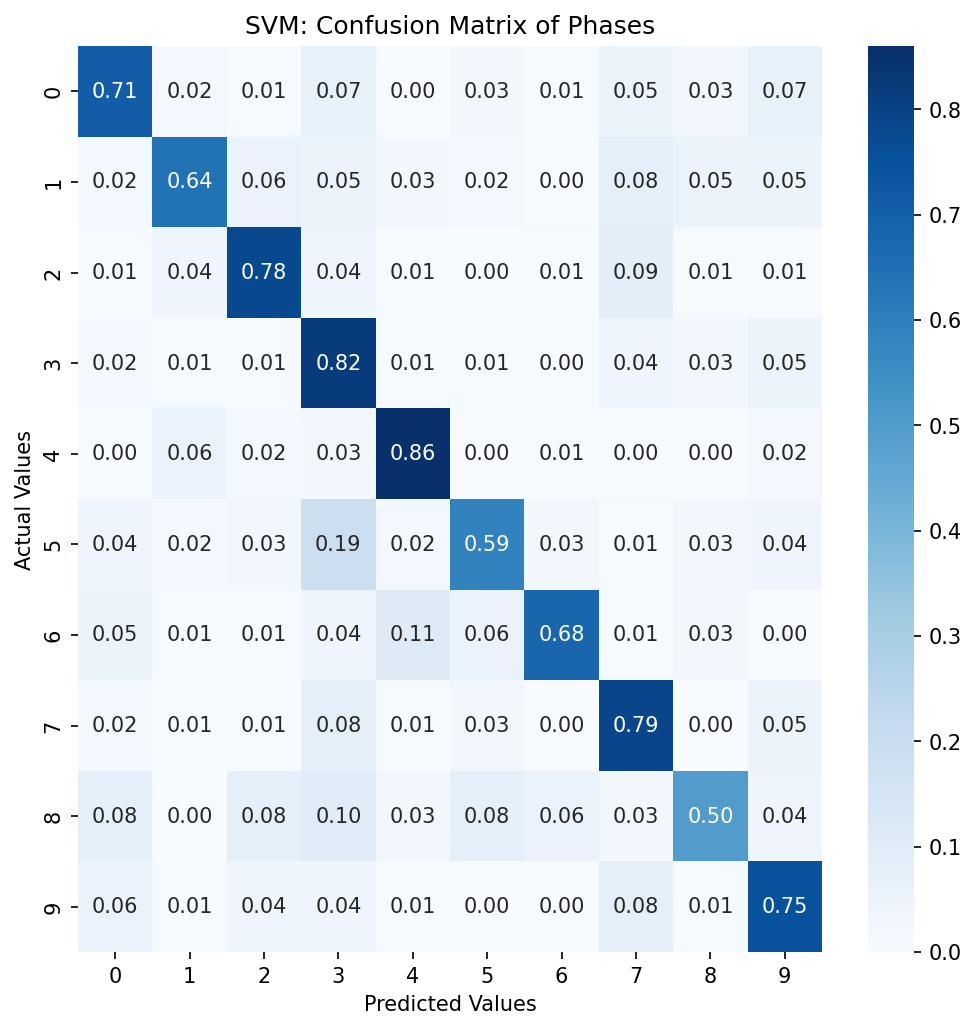 SVM: Confusion Matrix of Phases
0 0.71 0.02 0.01 0.07 0.00 0.03 0.01 0.05 0.03 0.07
1 0.02 0.64 0.06 0.05 0.03 0.02 0.00 0.08 0.05 0.05
2 0.01 0.04 0.78 0.04 0.01 0.00 0.01 0.09 0.01 0.01
3 0.02 0.01 0.01 0.82 0.01 0.01 0.00 0.04 0.03 0.05
4 0.00 0.06 0.02 0.03 0.86 0.00 0.01 0.00 0.00 0.02
5 0.04 0.02 0.03 0.19 0.02 0.59 0.03 0.01 0.03 0.04
6 0.05 0.01 0.01 0.04 0.11 0.06 0.68 0.01 0.03 0.00
7 0.02 0.01 0.01 0.08 0.01 0.03 0.00 0.79 0.00 0.05
8 0.08 0.00 0.08 0.10 0.03 0.08 0.06 0.03 0.50 0.04
9 0.06 0.01 0.04 0.04 0.01 0.00 0.00 0.08 0.01 0.75
0 1 2 3 4 5 6 7 8 9
Predicted Values
Actual Values
0.8
0.7
0.6
0.5
0.4
0.3
0.2
0.1
0.0